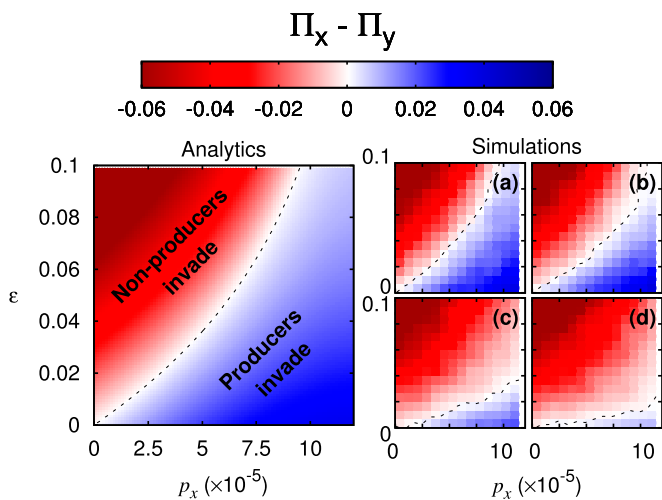 Πx - Πy
-0.06 -0.04 -0.02 0 0.02 0.04 0.06
Analytics
0.1
0.08
0.06
0.04
0.02
0
ε
Non-producers
invade
Producers
invade
0 2.5 5 7.5 10
px (×10-5)
Simulations
0.1
0
(a)
(b)
0.1
0
(c)
(d)
0 5 10 0 5 10
px (×10-5)